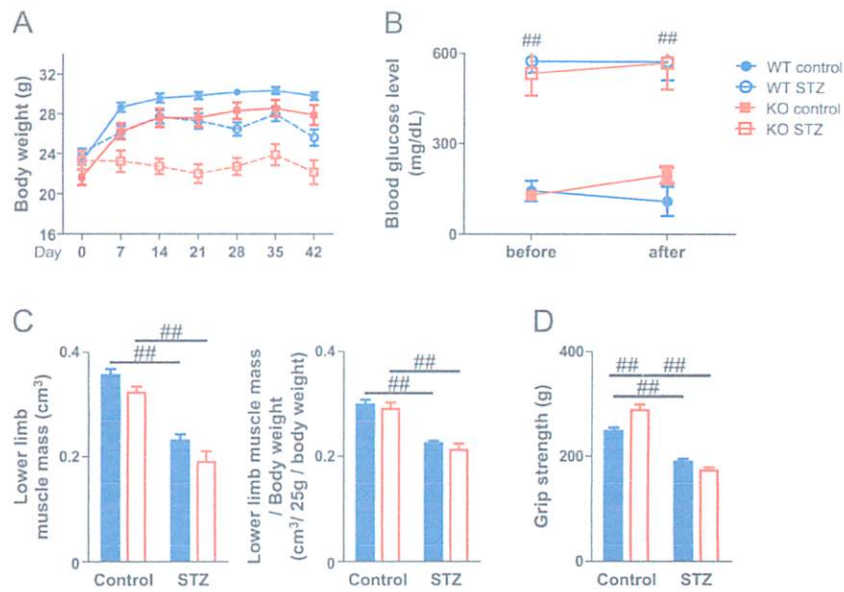 A
Body weight (g)
32
28
24
20
16
Day 0 7 14 21 28 35 42
B
## ##
Blood glucose level
(mg/dL)
600
300
0
before after
WT control
WT STZ
KO control
KO STZ
C
Lower limb
muscle mass (cm³)
0.4
0.2
0
##
##
Control STZ
Lower limb muscle mass
/ Body weight
(cm³/ 25g / body weight)
0.4
0.2
0
##
##
Control STZ
D
Grip strength (g)
400
200
0
## ##
##
Control STZ